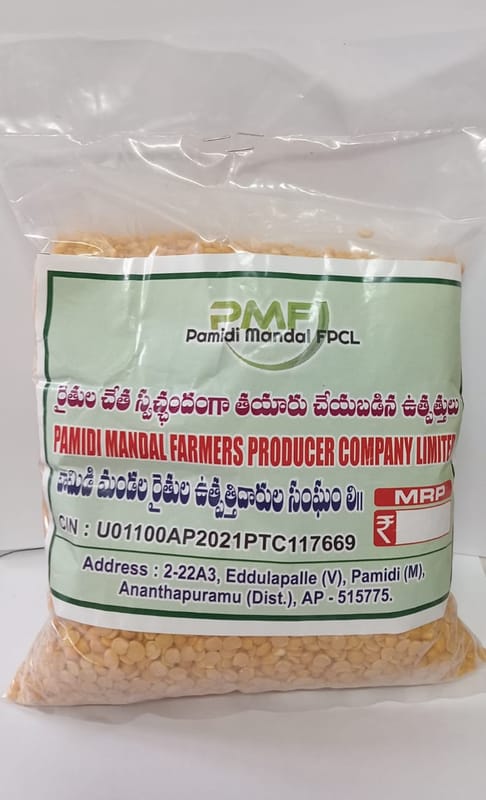 PMFI
Pamidi Mandal FPCL
రైతుల చేత స్వచ్ఛందంగా తయారు చేయబడిన ఉత్పత్తులు
PAMIDI MANDAL FARMERS PRODUCER COMPANY LIMITED
పామిడి మండల రైతుల ఉత్పత్తిదారుల సంఘం లి॥
MRP
₹
CIN : U01100AP2021PTC117669
Address : 2-22A3, Eddulapalle (V), Pamidi (M),
Ananthapuramu (Dist.), AP - 515775.